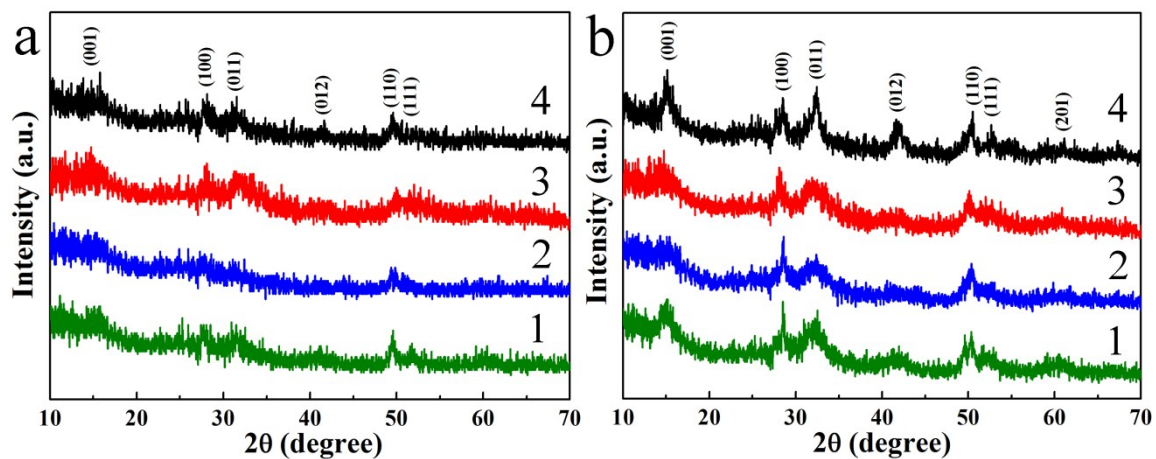 a
(001)
(100)
(011)
(012)
(110)
(111)
4
3
2
1
Intensity (a.u.)
10 20 30 40 50 60 70
2θ (degree)
b
(001)
(100)
(011)
(012)
(110)
(111)
(201)
4
3
2
1
Intensity (a.u.)
10 20 30 40 50 60 70
2θ (degree)